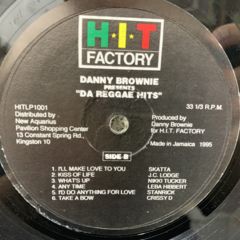 H.I.T
FACTORY
DANNY BROWNIE
PRESENTS
"DA REGGAE HITS"
HITLP1001
33 1/3 R.P.M.
Distributed by
New Aquarius
Pavilion Shopping Center
13 Constant Spring Rd.,
Kingston 10
Produced by
Danny Brownie
for H.I.T. FACTORY
Made in Jamaica 1995
SIDE-B
1. I'LL MAKE LOVE TO YOU SKATTA
2. KISS OF LIFE J.C. LODGE
3. WHAT'S UP NIKKI TUCKER
4. ANY TIME LEBA HIBBERT
5. I'D DO ANYTHING FOR LOVE STANRICK
6. TAKE A BOW CRISSY D